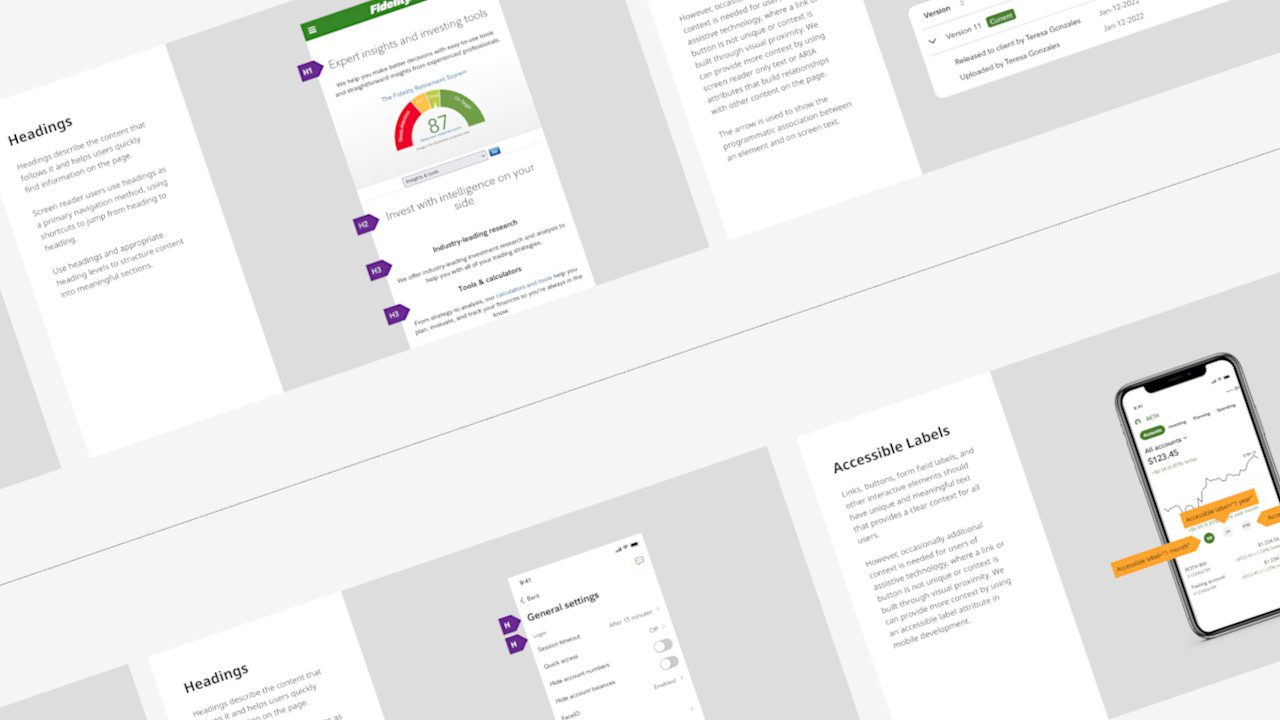 Headings
Headings describe the content that
follows it and helps users quickly
find information on the page.
Screen reader users use headings as
a primary navigation method, using
shortcuts to jump from heading to
heading.
Use headings and appropriate
heading levels to structure content
into meaningful sections.
Fidelity
H1
Expert insights and investing tools
We help you make better decisions with easy-to-use tools
and straightforward insights from experienced professionals.
The Fidelity Retirement Score
On Target
87
Insights & Tools
H2
Invest with intelligence on your
side
Industry-leading research
H3
We offer industry-leading investment research and analysis to
help you with all of your trading strategies.
Tools & calculators
H3
From strategy to analysis, our calculators and tools help you
plan, evaluate, and track your finances so you're always in the
know.
However, occasionally
context is needed for users
assistive technology, where a link or
button is not unique or context is
built through visual proximity. We
can provide more context by using
screen reader only text or ARIA
attributes that build relationships
with other content on the page.
The arrow is used to show the
programmatic association between
an element and on screen text.
Version
Version 11 Current
Released to client by Teresa Gonzales Jan-12-2022
Uploaded by Teresa Gonzales Jan-12-2022
Headings
Headings describe the content that
s it and helps users quickly
on on the page.
s as
9:41
Back
General settings
H
Login
H
Session timeout After 15 minutes
Quick access Off
Hide account numbers
Hide account balances
FaceID Enabled
Accessible Labels
Links, buttons, form field labels, and
other interactive elements should
have unique and meaningful text
that provides a clear context for all
users.
However, occasionally additional
context is needed for users of
assistive technology, where a link or
button is not unique or context is
built through visual proximity. We
can provide more context by using
an accessible label attribute in
mobile development.
9:41
BETA
Accounts Investing Planning Spending
All accounts
$123.45
Accessible label="1 year"
Accessible label="1 month"
Acce
Trading account